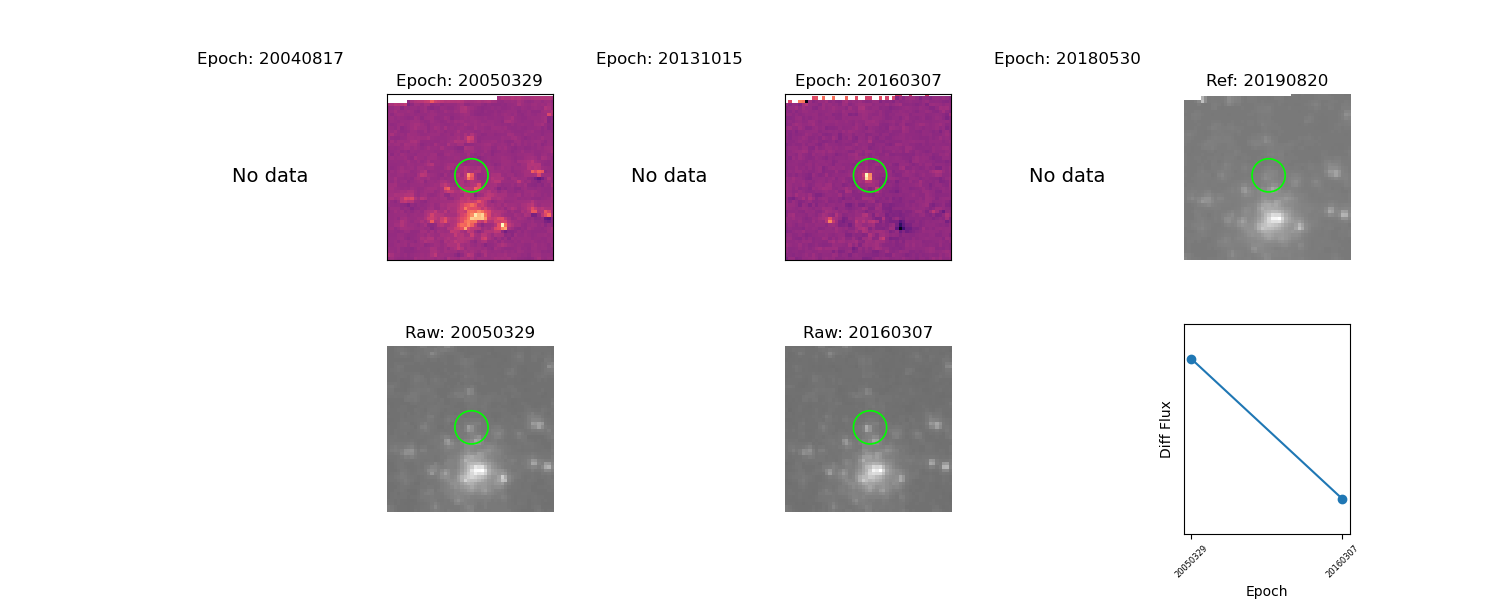 Epoch: 20040817
No data
Epoch: 20050329
Epoch: 20131015
No data
Epoch: 20160307
Epoch: 20180530
No data
Ref: 20190820
Raw: 20050329
Raw: 20160307
Diff Flux
20050329
20160307
Epoch